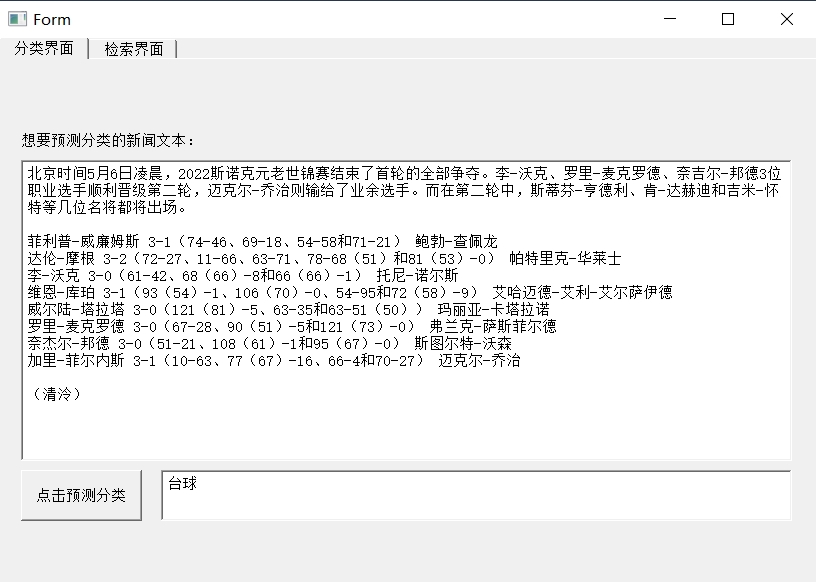 Form
分类界面 检索界面
想要预测分类的新闻文本：
北京时间5月6日凌晨，2022斯诺克元老世锦赛结束了首轮的全部争夺。李-沃克、罗里-麦克罗德、奈吉尔-邦德3位
职业选手顺利晋级第二轮，迈克尔-乔治则输给了业余选手。而在第二轮中，斯蒂芬-亨德利、肯-达赫迪和吉米-怀
特等几位名将都将出场。
菲利普-威廉姆斯 3-1（74-46、69-18、54-58和71-21） 鲍勃-查佩龙
达伦-摩根 3-2（72-27、11-66、63-71、78-68（51）和81（53）-0） 帕特里克-华莱士
李-沃克 3-0（61-42、68（66）-8和66（66）-1） 托尼-诺尔斯
维恩-库珀 3-1（93（54）-1、106（70）-0、54-95和72（58）-9） 艾哈迈德-艾利-艾尔萨伊德
威尔陆-塔拉塔 3-0（121（81）-5、63-35和63-51（50）） 玛丽亚-卡塔拉诺
罗里-麦克罗德 3-0（67-28、90（51）-5和121（73）-0） 弗兰克-萨斯菲尔德
奈杰尔-邦德 3-0（51-21、108（61）-1和95（67）-0） 斯图尔特-沃森
加里-菲尔内斯 3-1（10-63、77（67）-16、66-4和70-27） 迈克尔-乔治
（清泠）
点击预测分类 台球